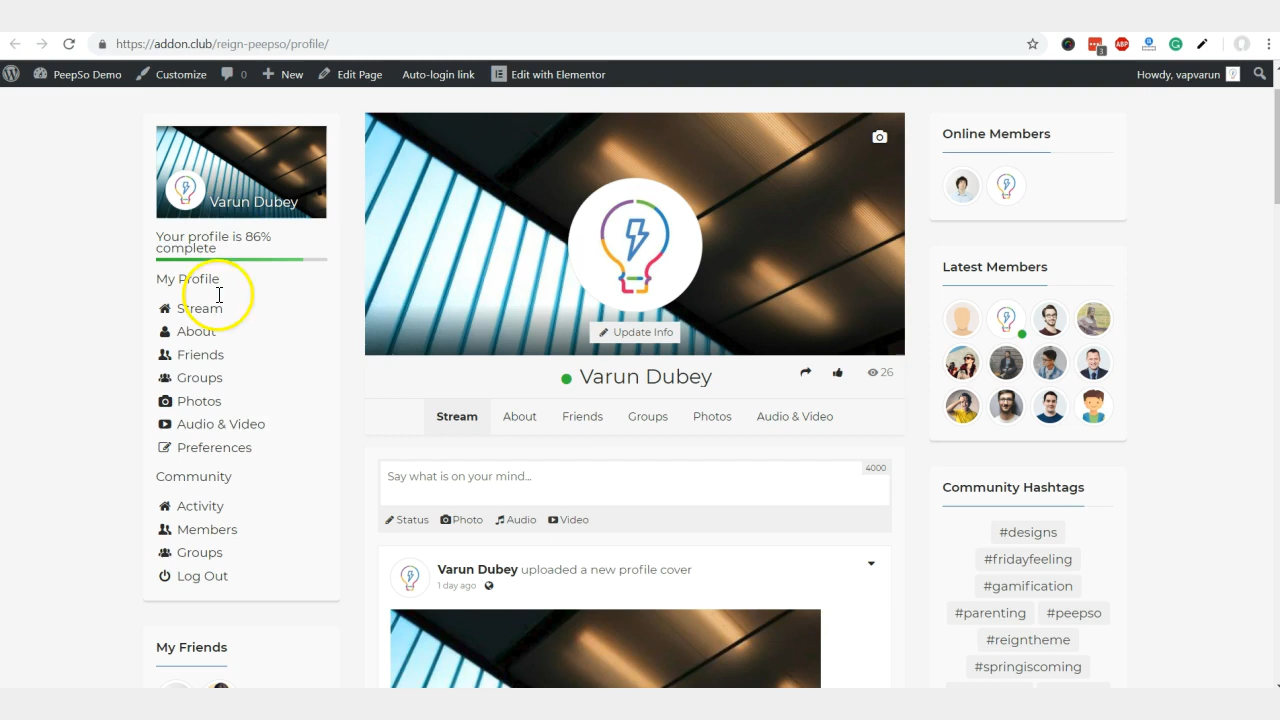 https://addon.club/reign-peepso/profile/
3
PeepSo Demo
Customize
0
New
Edit Page
Auto-login link
Edit with Elementor
Howdy, vapvarun
ABP
Varun Dubey
Your profile is 86%
complete
My Profile
Stream
About
Friends
Groups
Photos
Audio & Video
Preferences
Community
Activity
Members
Groups
Log Out
My Friends
Update Info
Varun Dubey
26
Stream
About
Friends
Groups
Photos
Audio & Video
Say what is on your mind...
4000
Status
Photo
Audio
Video
Varun Dubey uploaded a new profile cover
1 day ago
Online Members
Latest Members
Community Hashtags
#designs
#fridayfeeling
#gamification
#parenting
#peepso
#reigntheme
#springiscoming